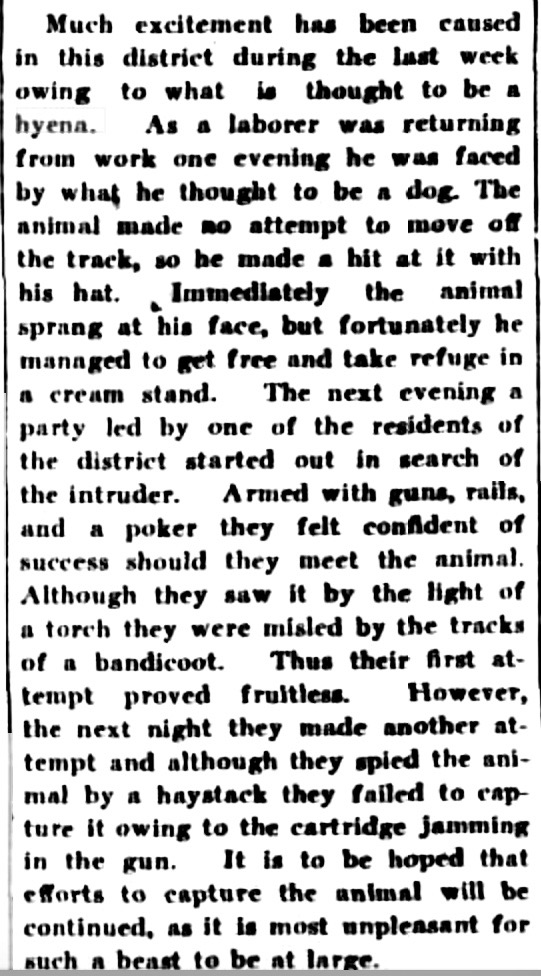 Much excitement has been caused
in this district during the last week
owing to what is thought to be a
hyena. As a laborer was returning
from work one evening he was faced
by what he thought to be a dog. The
animal made no attempt to move off
the track, so he made a hit at it with
his hat. Immediately the animal
sprang at his face, but fortunately he
managed to get free and take refuge in
a cream stand. The next evening a
party led by one of the residents of
the district started out in search of
the intruder. Armed with guns, rails,
and a poker they felt confident of
success should they meet the animal.
Although they saw it by the light of
a torch they were misled by the tracks
of a bandicoot. Thus their first at-
tempt proved fruitless. However,
the next night they made another at-
tempt and although they spied the ani-
mal by a haystack they failed to cap-
ture it owing to the cartridge jamming
in the gun. It is to be hoped that
efforts to capture the animal will be
continued, as it is most unpleasant for
such a beast to be at large.